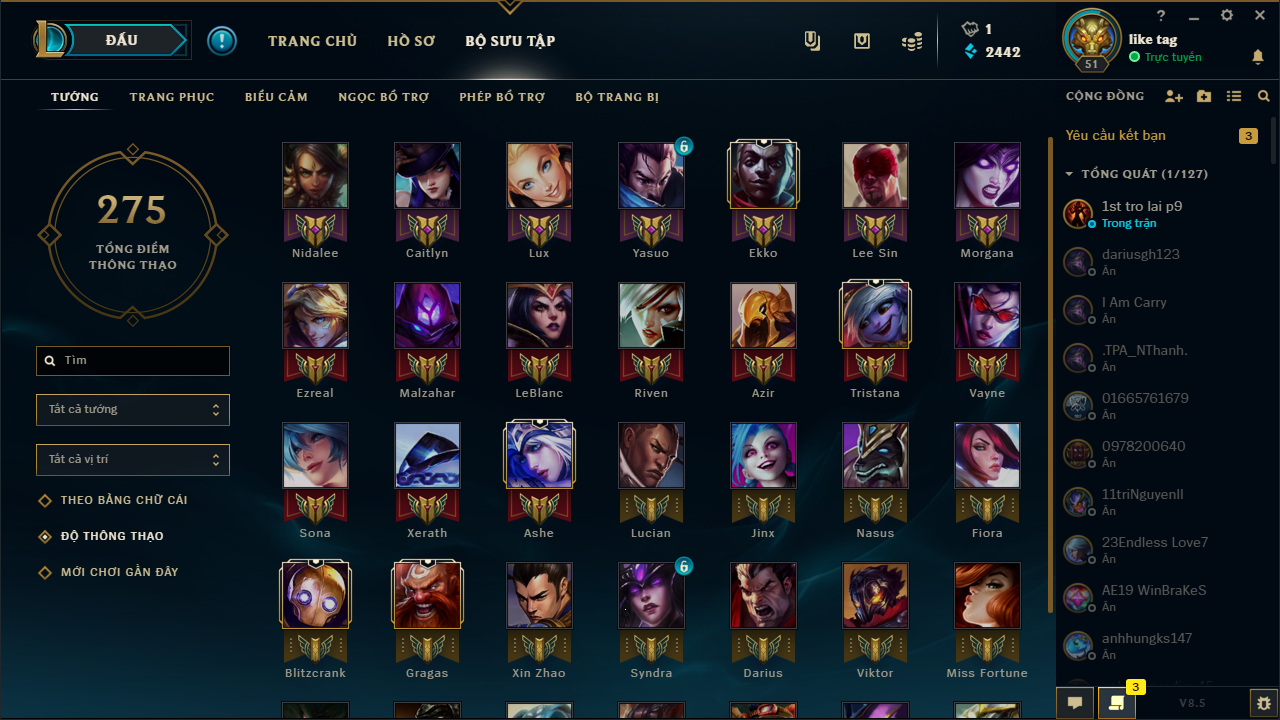 ĐẤU
!
TRANG CHỦ
HỒ SƠ
BỘ SƯU TẬP
1
2442
?
51
like tag
Trực tuyến
TƯỚNG
TRANG PHỤC
BIỂU CẢM
NGỌC BỔ TRỢ
PHÉP BỔ TRỢ
BỘ TRANG BỊ
CỘNG ĐỒNG
275
TỔNG ĐIỂM
THÔNG THẠO
Tìm
Tất cả tướng
Tất cả vị trí
THEO BẢNG CHỮ CÁI
ĐỘ THÔNG THẠO
MỚI CHƠI GẦN ĐÂY
6
Nidalee
Caitlyn
Lux
Yasuo
Ekko
Lee Sin
Morgana
Ezreal
Malzahar
LeBlanc
Riven
Azir
Tristana
Vayne
Sona
Xerath
Ashe
Lucian
Jinx
Nasus
Fiora
6
Blitzcrank
Gragas
Xin Zhao
Syndra
Darius
Viktor
Miss Fortune
Yêu cầu kết bạn
3
TỔNG QUÁT (1/127)
1st tro lai p9
Trong trận
dariusgh123
Ẩn
I Am Carry
Ẩn
.TPA_NThanh.
Ẩn
01665761679
Ẩn
0978200640
Ẩn
11triNguyenll
Ẩn
23Endless Love7
Ẩn
AE19 WinBraKeS
Ẩn
anhhungks147
Ẩn
3
V8.5